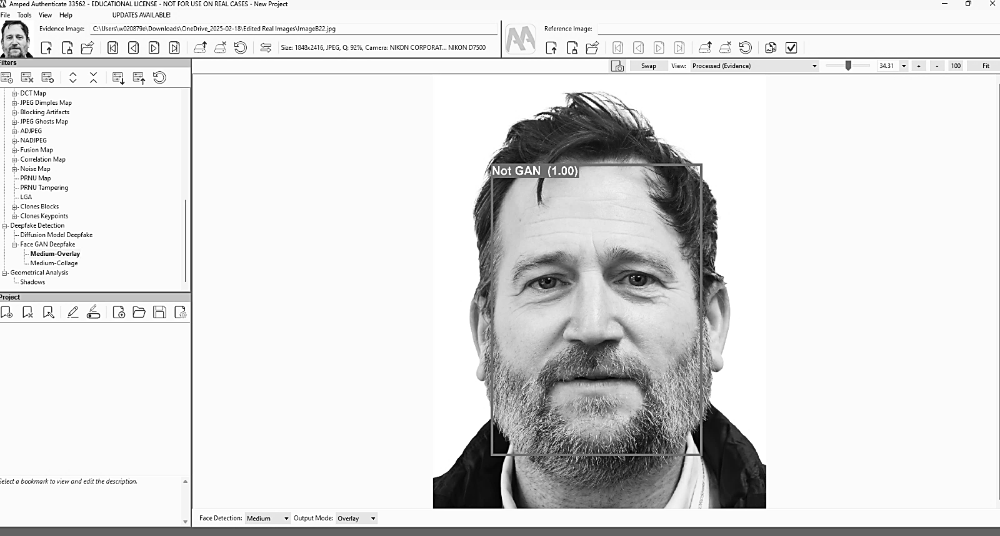 Amped Authenticate 33562 - EDUCATIONAL LICENSE - NOT FOR USE ON REAL CASES - New Project
File Tools View Help UPDATES AVAILABLE!
Evidence Image: C:\Users\w020879e\Downloads\OneDrive_2025-02-18\Edited Real Images\ImageB22.jpg
Reference Image:
Size: 1848x2416, JPEG, Q: 92%, Camera: NIKON CORPORAT... NIKON D7500
Filters
Swap View: Processed (Evidence) 34.31 + - 100 Fit
DCT Map
JPEG Dimples Map
Blocking Artifacts
JPEG Ghosts Map
ADJPEG
NADJPEG
Fusion Map
Correlation Map
Noise Map
PRNU Map
PRNU Tampering
LGA
Clones Blocks
Clones Keypoints
Deepfake Detection
Diffusion Model Deepfake
Face GAN Deepfake
Medium-Overlay
Medium-Collage
Geometrical Analysis
Shadows
Project
Select a bookmark to view and edit the description.
Not GAN (1.00)
Face Detection: Medium Output Mode: Overlay